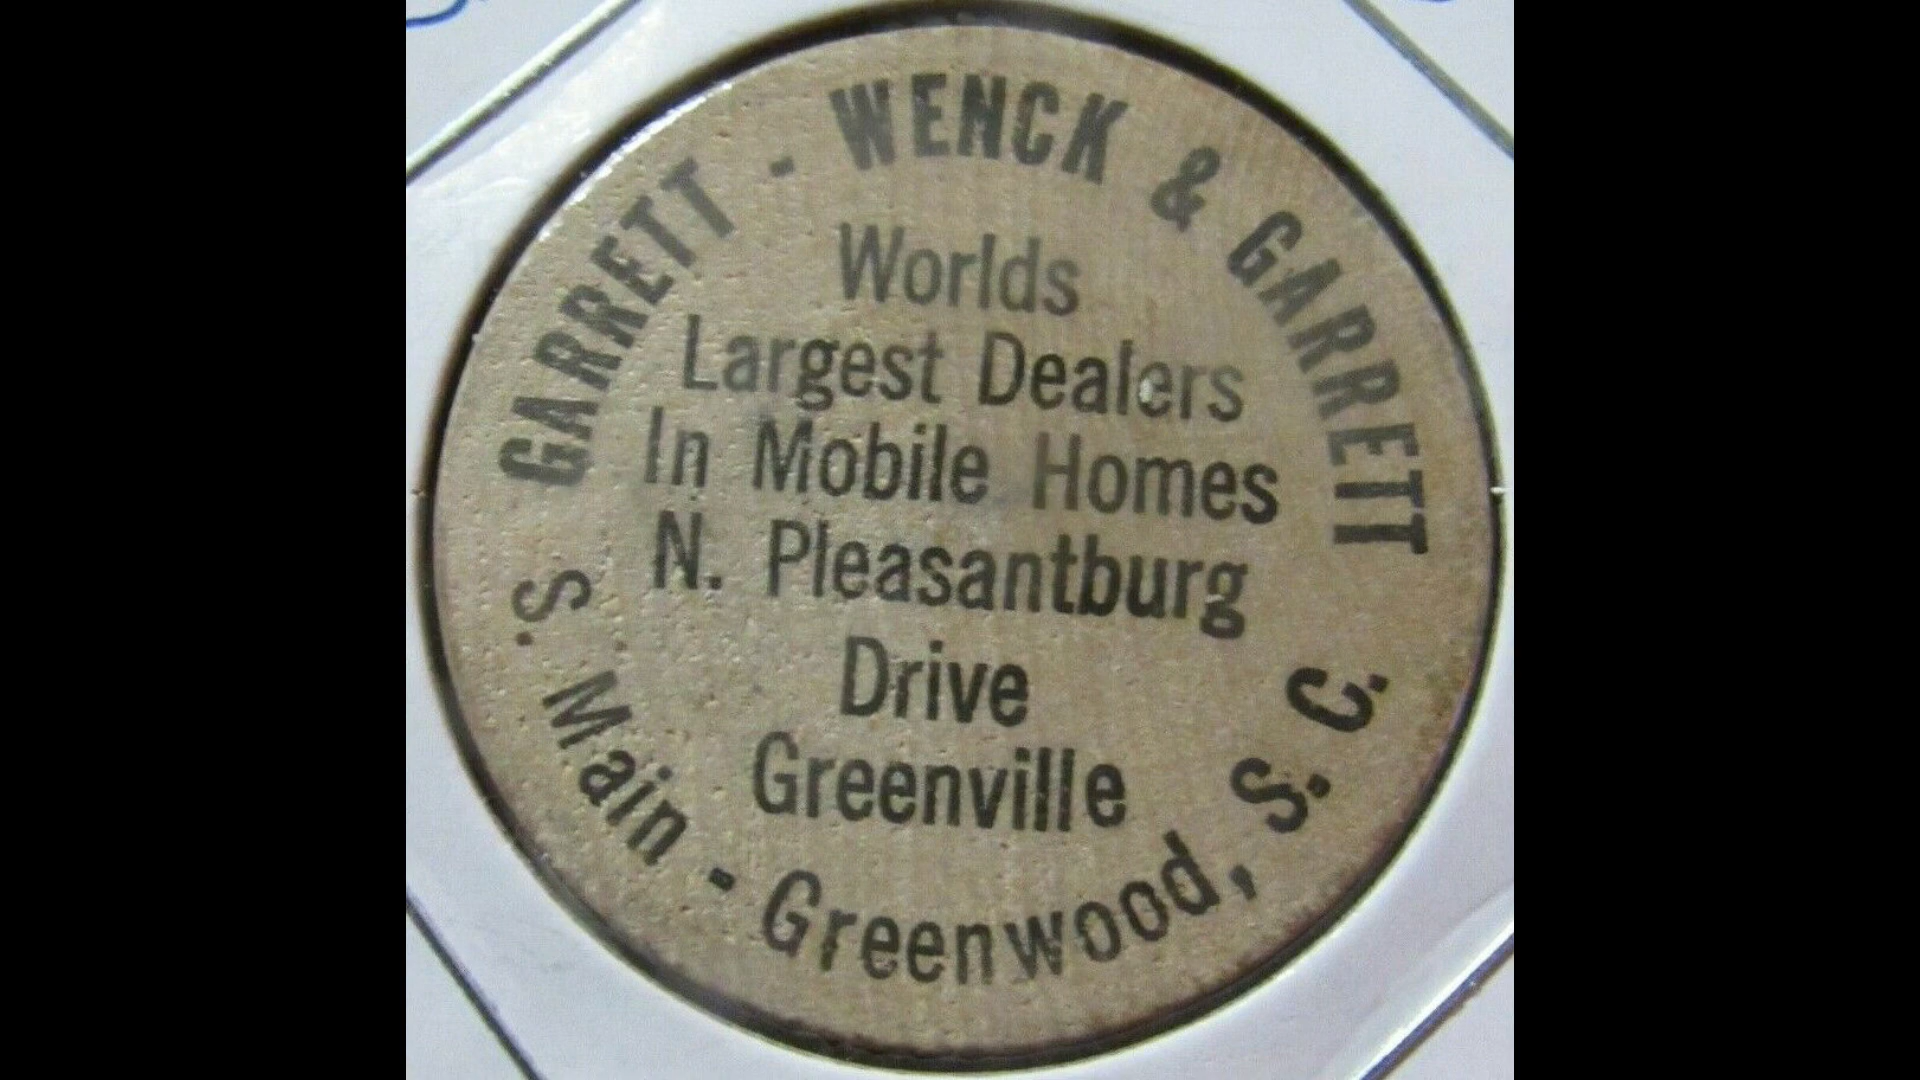 GARRETT - WENCK & GARRETT
Worlds
Largest Dealers
In Mobile Homes
N. Pleasantburg
Drive
Greenville
S. Main - Greenwood, S. C.